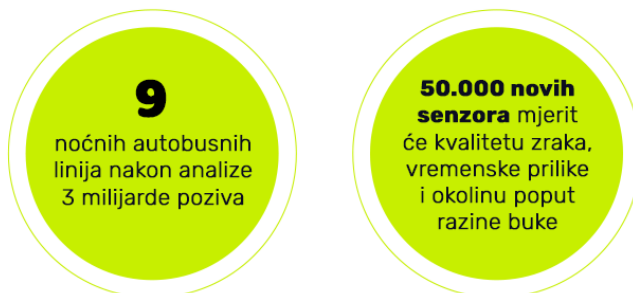 9
noćnih autobusnih
linija nakon analize
3 milijarde poziva
50.000 novih
senzora mjerit
će kvalitetu zraka,
vremenske prilike
i okolinu poput
razine buke